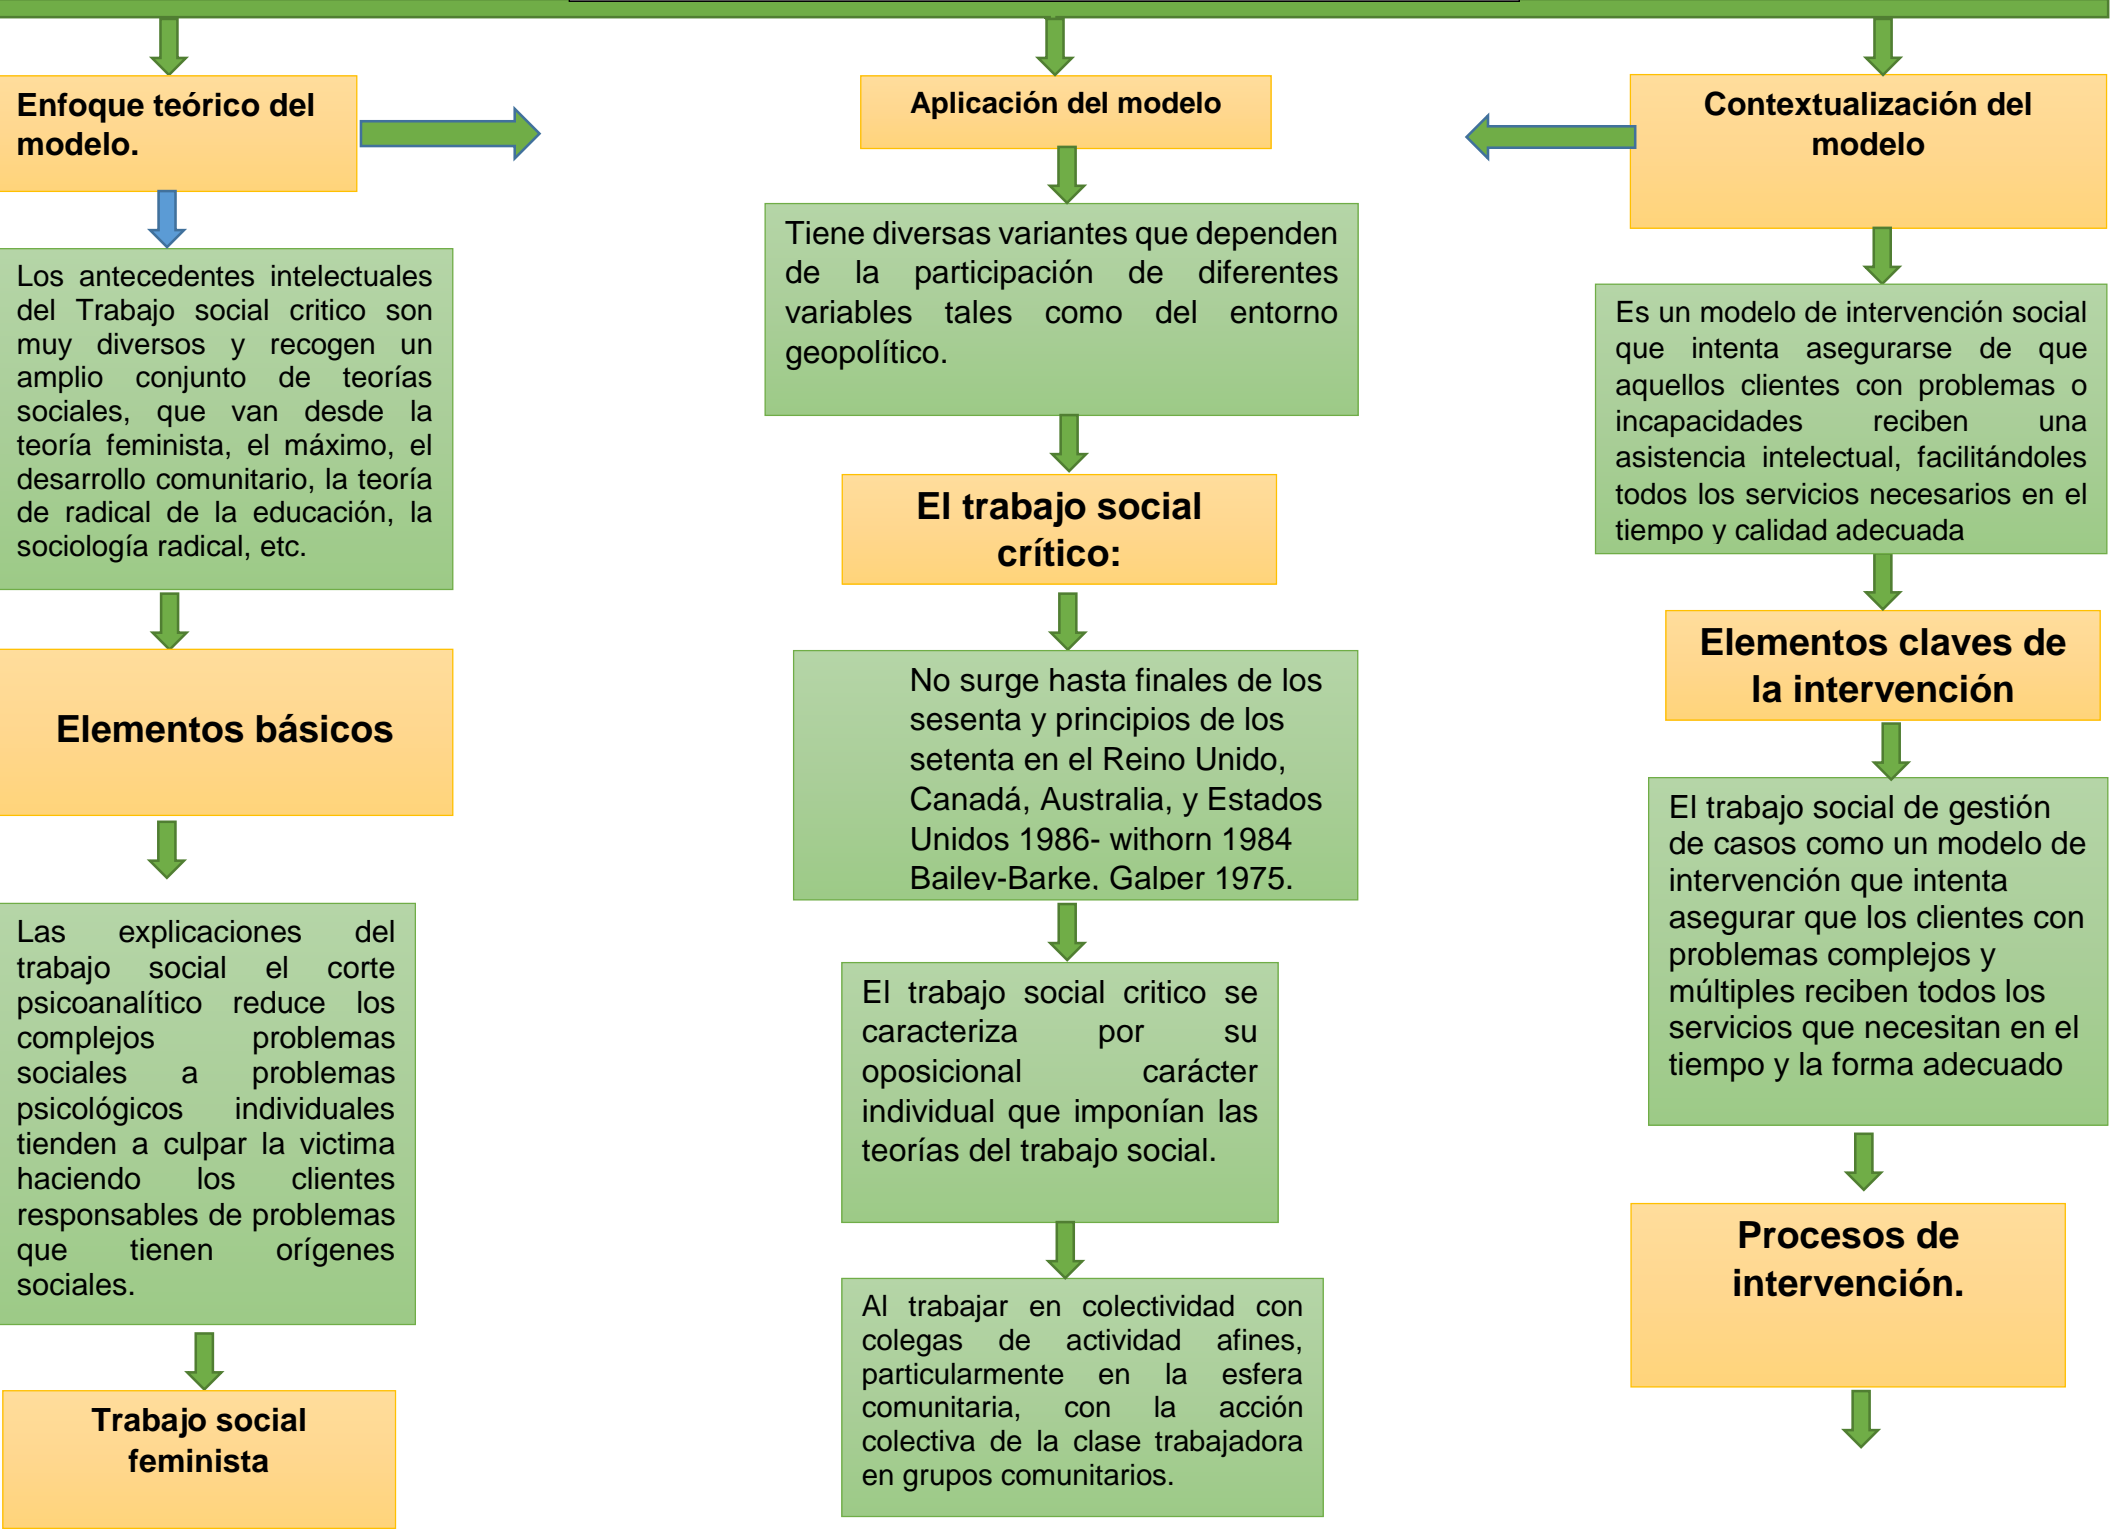 Enfoque teórico del
modelo.
Los antecedentes intelectuales
del Trabajo social critico son
muy diversos y recogen un
amplio conjunto de teorías
sociales, que van desde la
teoría feminista, el máximo, el
desarrollo comunitario, la teoría
de radical de la educación, la
sociología radical, etc.
Elementos básicos
Las explicaciones del
trabajo social el corte
psicoanalítico reduce los
complejos problemas
sociales a problemas
psicológicos individuales
tienden a culpar la victima
haciendo los clientes
responsables de problemas
que tienen orígenes
sociales.
Trabajo social
feminista
Aplicación del modelo
Tiene diversas variantes que dependen
de la participación de diferentes
variables tales como del entorno
geopolítico.
El trabajo social
crítico:
No surge hasta finales de los
sesenta y principios de los
setenta en el Reino Unido,
Canadá, Australia, y Estados
Unidos 1986- withorn 1984
Bailey-Barke, Galper 1975.
El trabajo social critico se
caracteriza por su
oposicional carácter
individual que imponían las
teorías del trabajo social.
Al trabajar en colectividad con
colegas de actividad afines,
particularmente en la esfera
comunitaria, con la acción
colectiva de la clase trabajadora
en grupos comunitarios.
Contextualización del
modelo
Es un modelo de intervención social
que intenta asegurarse de que
aquellos clientes con problemas o
incapacidades reciben una
asistencia intelectual, facilitándoles
todos los servicios necesarios en el
tiempo y calidad adecuada
Elementos claves de
la intervención
El trabajo social de gestión
de casos como un modelo de
intervención que intenta
asegurar que los clientes con
problemas complejos y
múltiples reciben todos los
servicios que necesitan en el
tiempo y la forma adecuado
Procesos de
intervención.